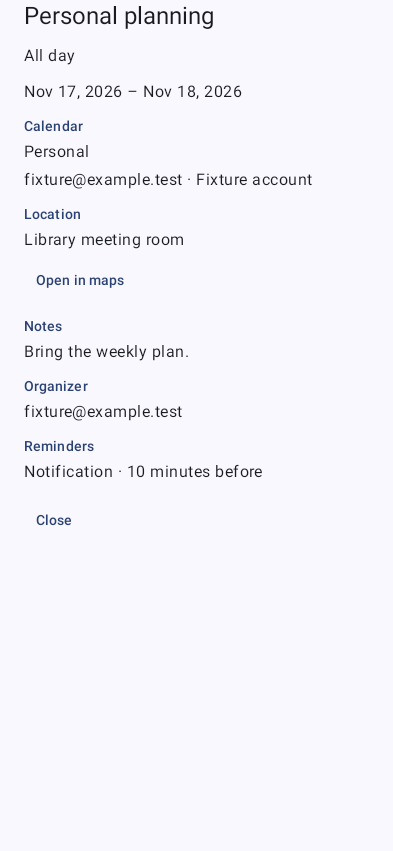 Personal planning
All day
Nov 17, 2026 – Nov 18, 2026
Calendar
Personal
fixture@example.test · Fixture account
Location
Library meeting room
Open in maps
Notes
Bring the weekly plan.
Organizer
fixture@example.test
Reminders
Notification · 10 minutes before
Close